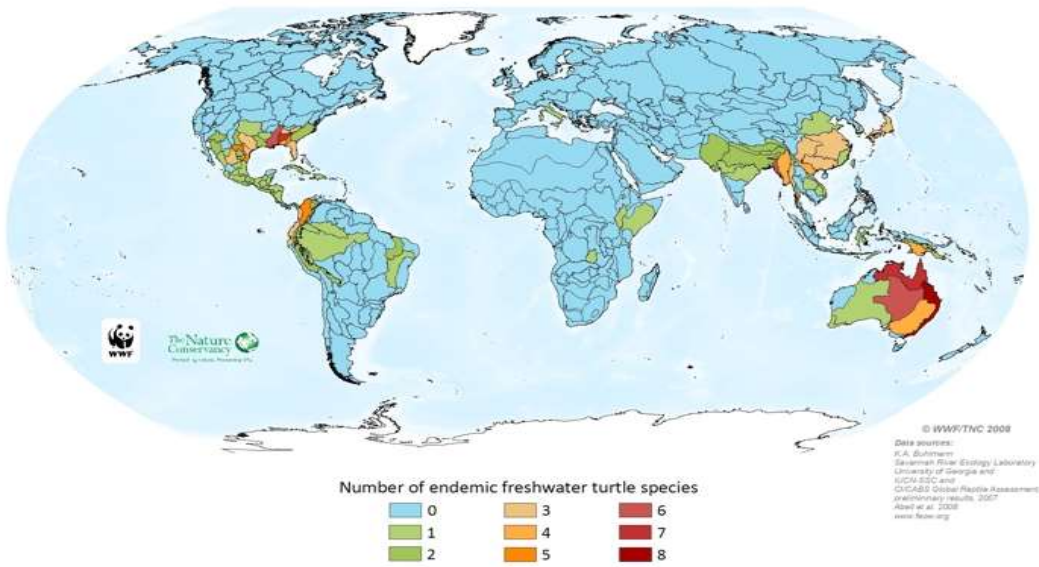 WWF
The Nature
Conservancy
© WWF/TNC 2008
Data sources:
K.A. Buhlmann
Savannah River Ecology Laboratory
University of Georgia and
IUCN-SSC and
CI/CABS Global Reptile Assessment,
preliminary results, 2007
Abell et al. 2008
www.feow.org
Number of endemic freshwater turtle species
0
3
6
1
4
7
2
5
8